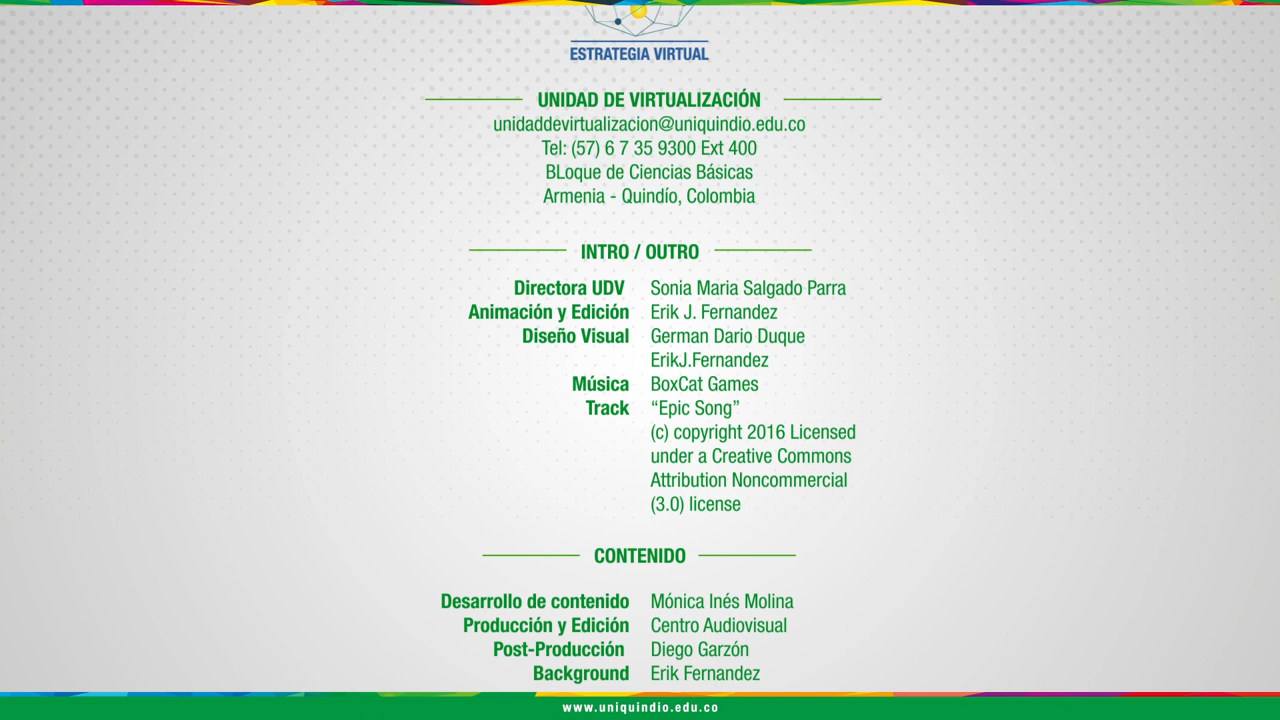 ESTRATEGIA VIRTUAL
UNIDAD DE VIRTUALIZACIÓN
unidaddevirtualizacion@uniquindio.edu.co
Tel: (57) 6 7 35 9300 Ext 400
BLoque de Ciencias Básicas
Armenia - Quindío, Colombia
INTRO / OUTRO
Directora UDV Sonia Maria Salgado Parra
Animación y Edición Erik J. Fernandez
Diseño Visual German Dario Duque
ErikJ.Fernandez
Música BoxCat Games
Track “Epic Song”
(c) copyright 2016 Licensed
under a Creative Commons
Attribution Noncommercial
(3.0) license
CONTENIDO
Desarrollo de contenido Mónica Inés Molina
Producción y Edición Centro Audiovisual
Post-Producción Diego Garzón
Background Erik Fernandez
www.uniquindio.edu.co